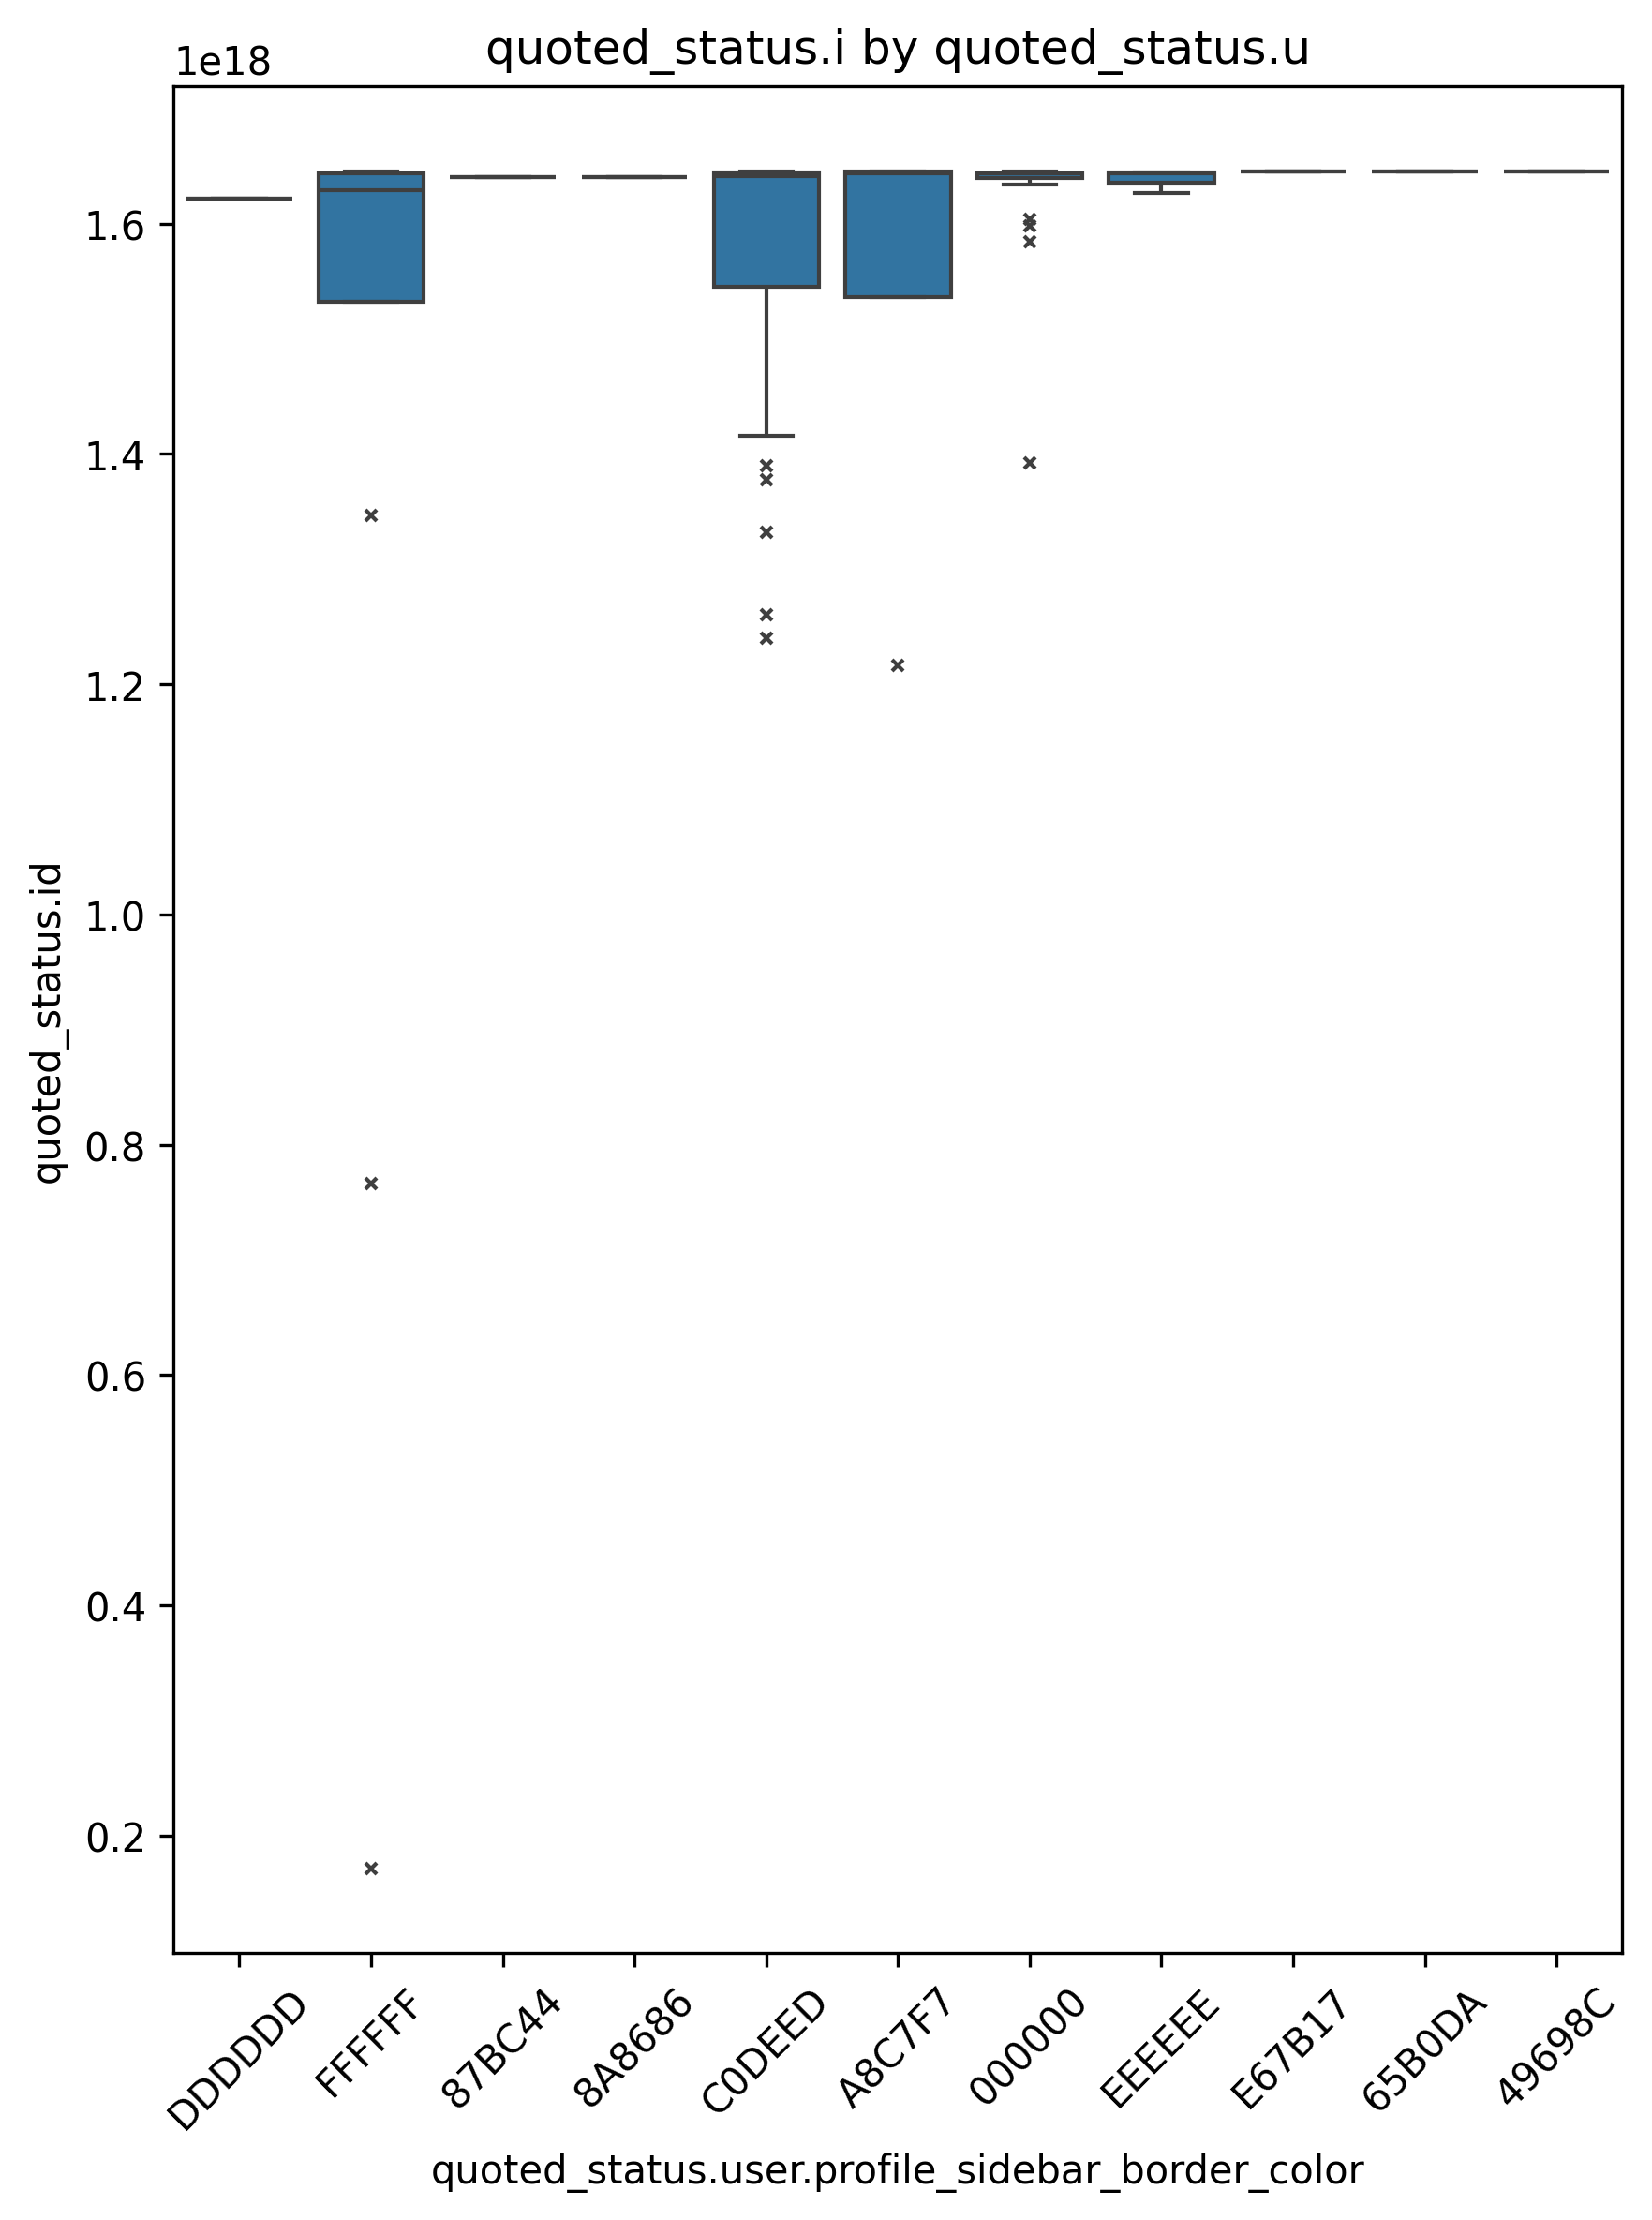 quoted_status.i by quoted_status.u
1e18
1.6
1.4
1.2
1.0
0.8
0.6
0.4
0.2
quoted_status.id
DDDDDD
FFFFFF
87BC44
8A8686
C0DEED
A8C7F7
000000
EEEEEE
E67B17
65B0DA
49698C
quoted_status.user.profile_sidebar_border_color